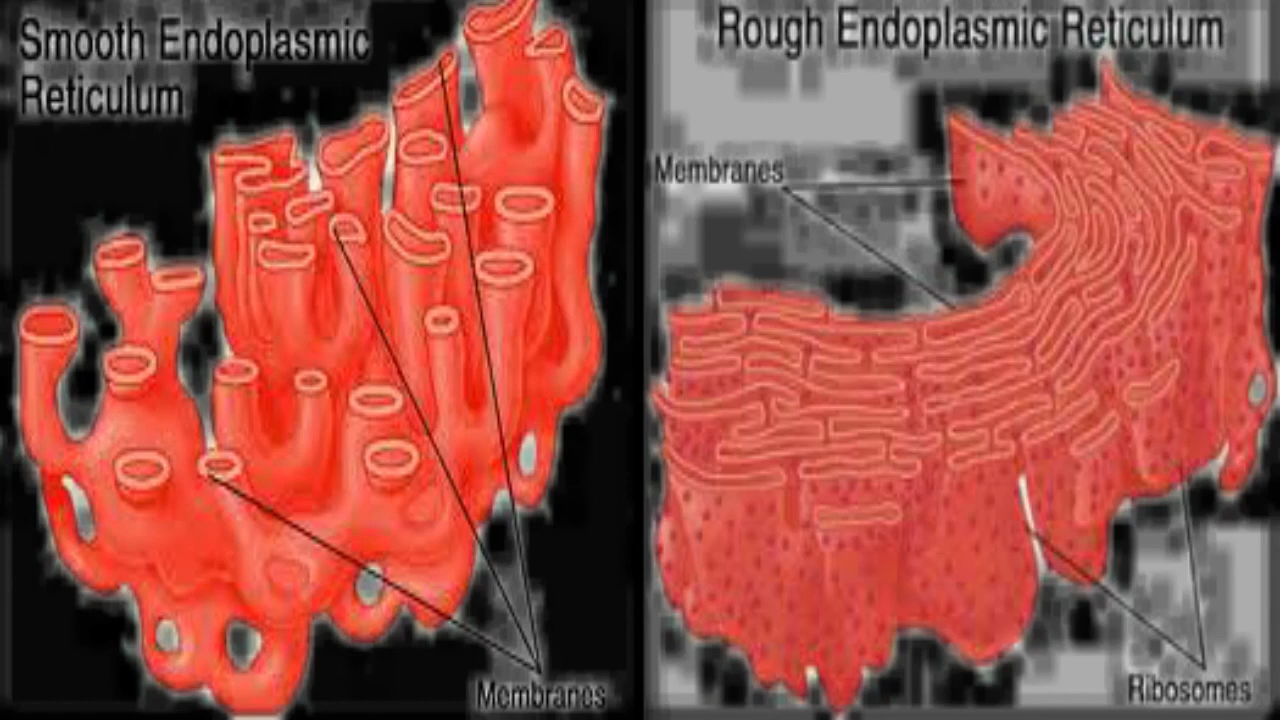 Smooth Endoplasmic
Reticulum
Membranes
Rough Endoplasmic Reticulum
Membranes
Ribosomes